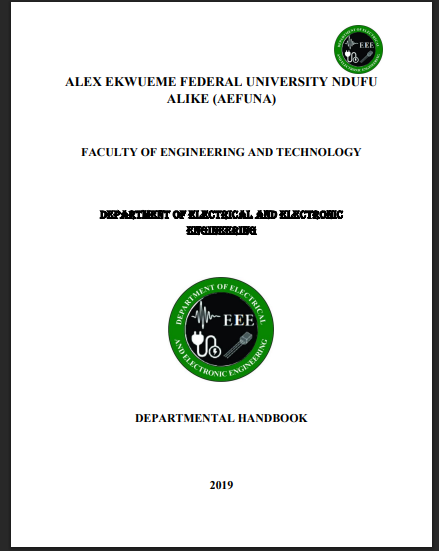 ALEX EKWUEME FEDERAL UNIVERSITY NDUFU
ALIKE (AEFUNA)
FACULTY OF ENGINEERING AND TECHNOLOGY
DEPARTMENT OF ELECTRICAL AND ELECTRONIC
ENGINEERING
DEPARTMENT OF ELECTRICAL
EEE
AND ELECTRONIC ENGINEERING
DEPARTMENTAL HANDBOOK
2019